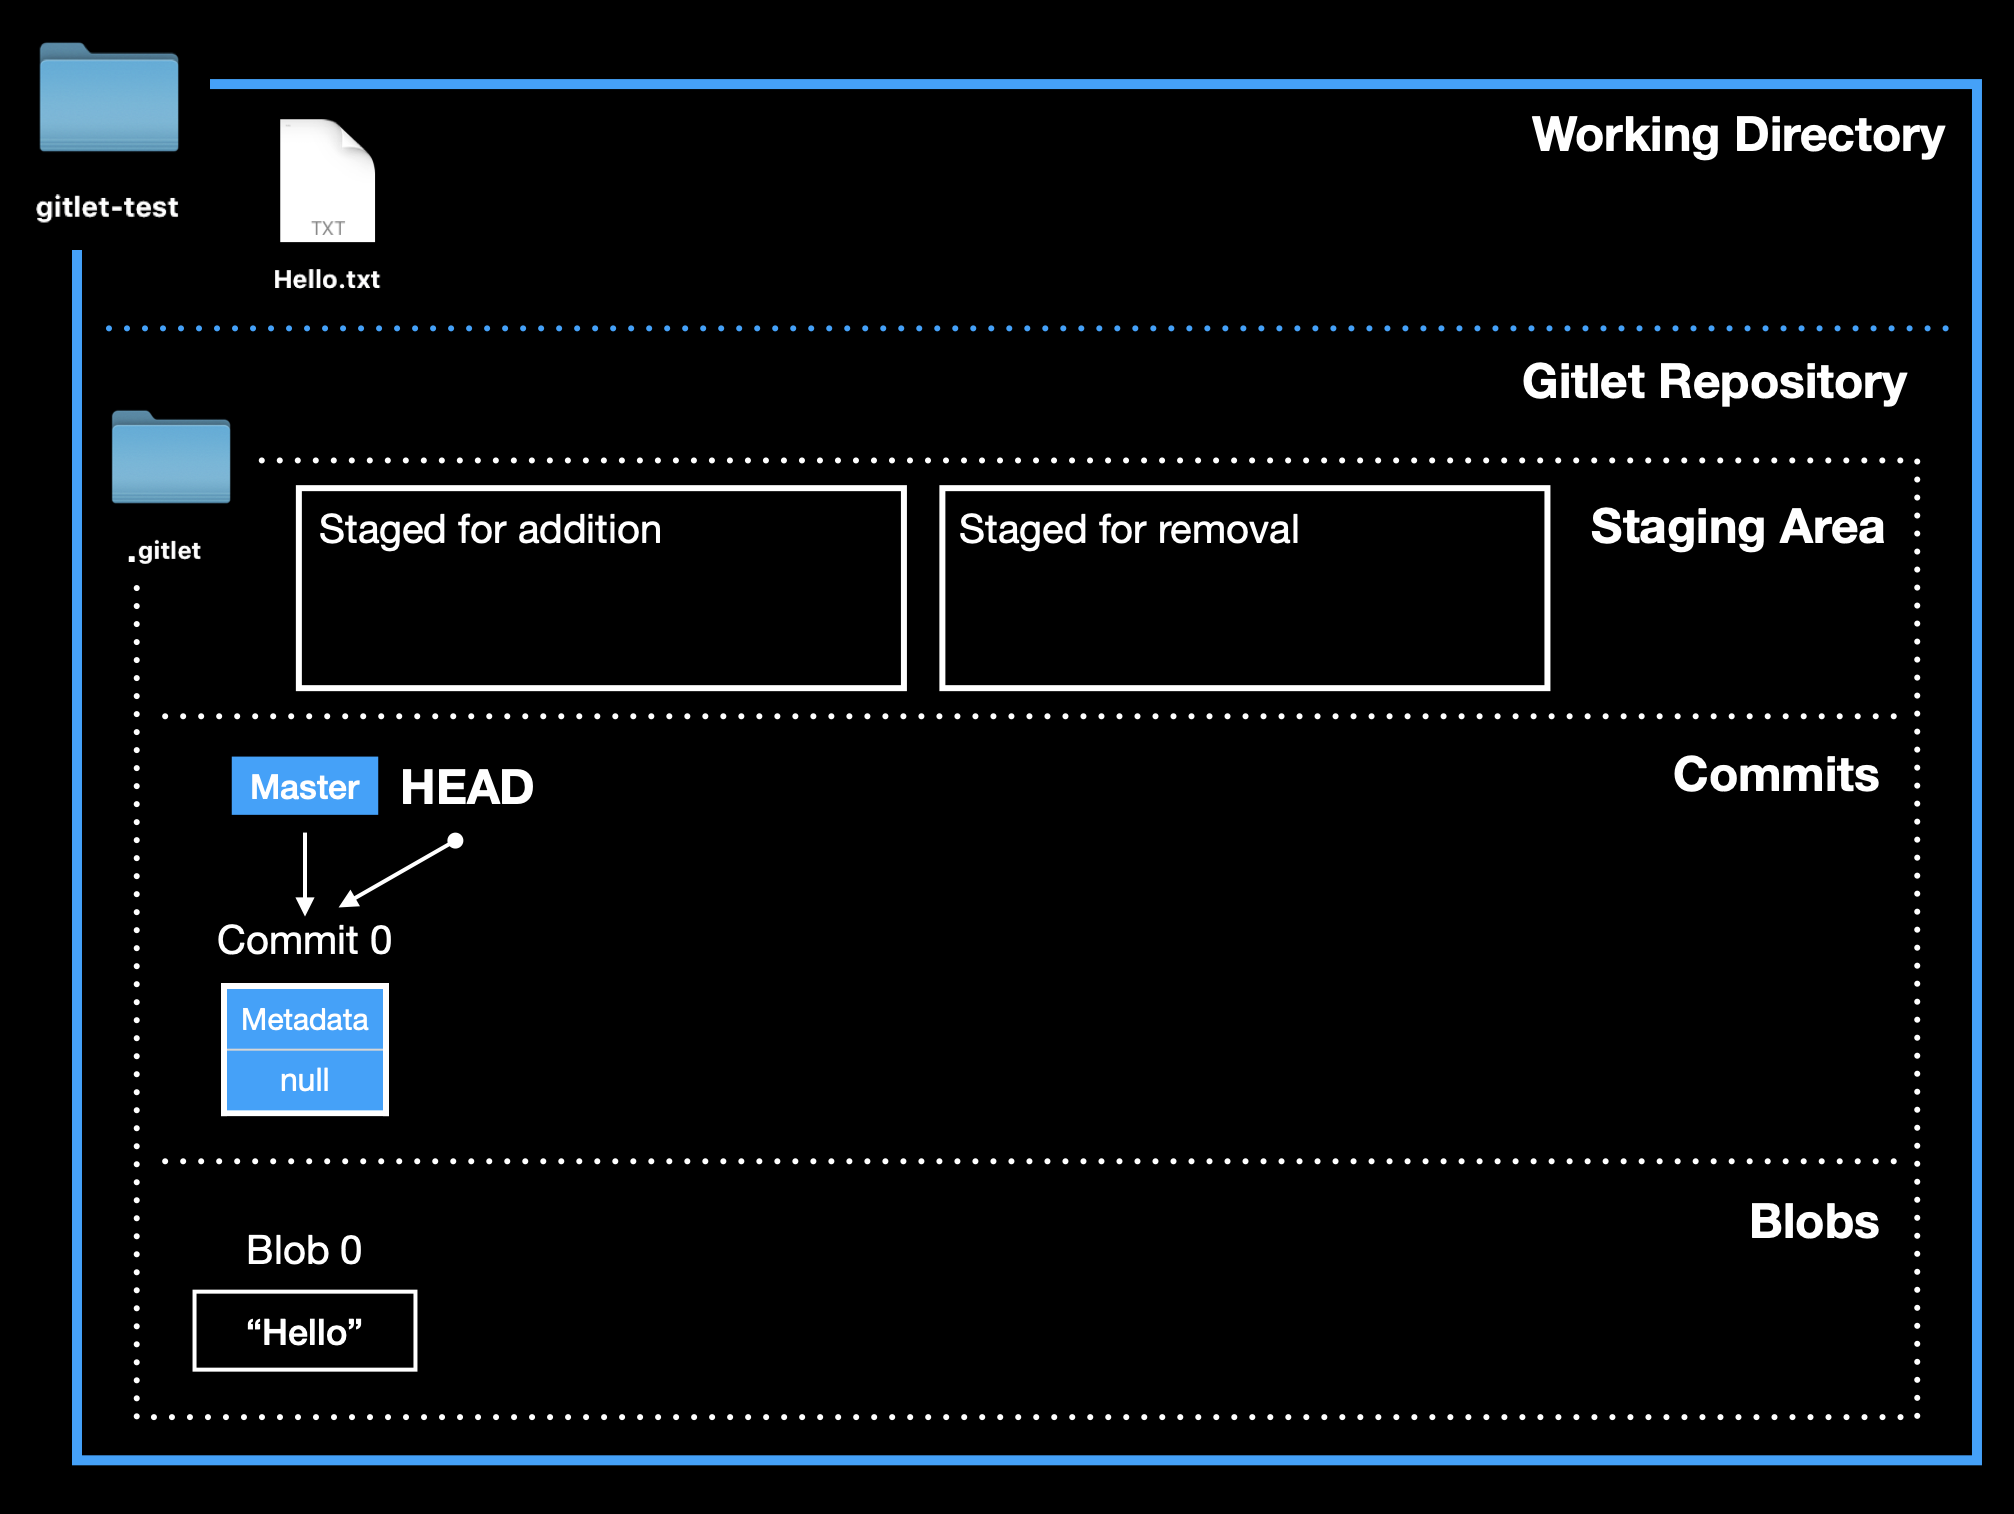 gitlet-test
Working Directory
TXT
Hello.txt
Gitlet Repository
.gitlet
Staged for addition
Staged for removal
Staging Area
Master
HEAD
Commits
Commit 0
Metadata
null
Blobs
Blob 0
“Hello”